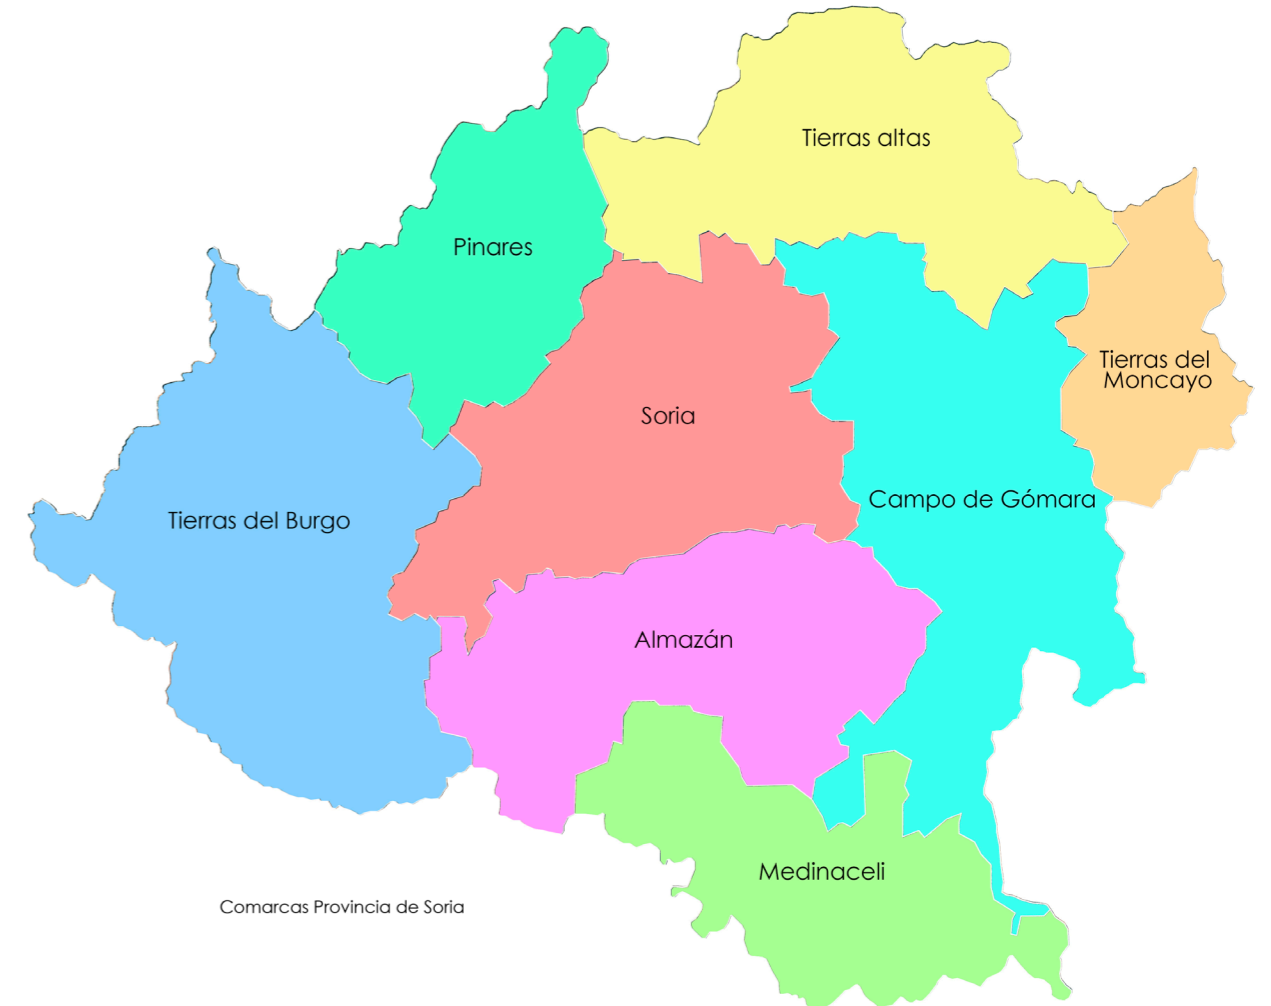 Tierras altas
Pinares
Tierras del
Moncayo
Soria
Campo de Gómara
Tierras del Burgo
Almazán
Medinaceli
Comarcas Provincia de Soria